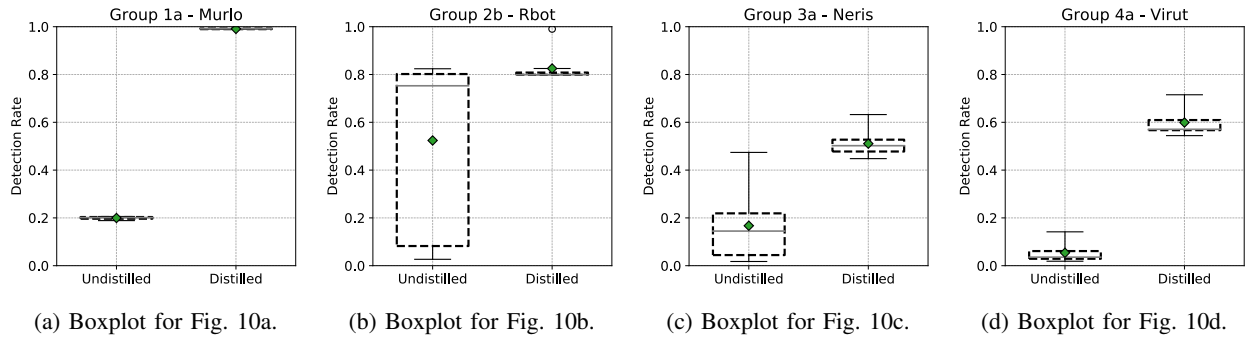 Group 1a - Murlo
1.0
0.8
0.6
0.4
0.2
0.0
Detection Rate
Undistilled Distilled
(a) Boxplot for Fig. 10a.
Group 2b - Rbot
1.0
0.8
0.6
0.4
0.2
0.0
Detection Rate
Undistilled Distilled
(b) Boxplot for Fig. 10b.
Group 3a - Neris
1.0
0.8
0.6
0.4
0.2
0.0
Detection Rate
Undistilled Distilled
(c) Boxplot for Fig. 10c.
Group 4a - Virut
1.0
0.8
0.6
0.4
0.2
0.0
Detection Rate
Undistilled Distilled
(d) Boxplot for Fig. 10d.